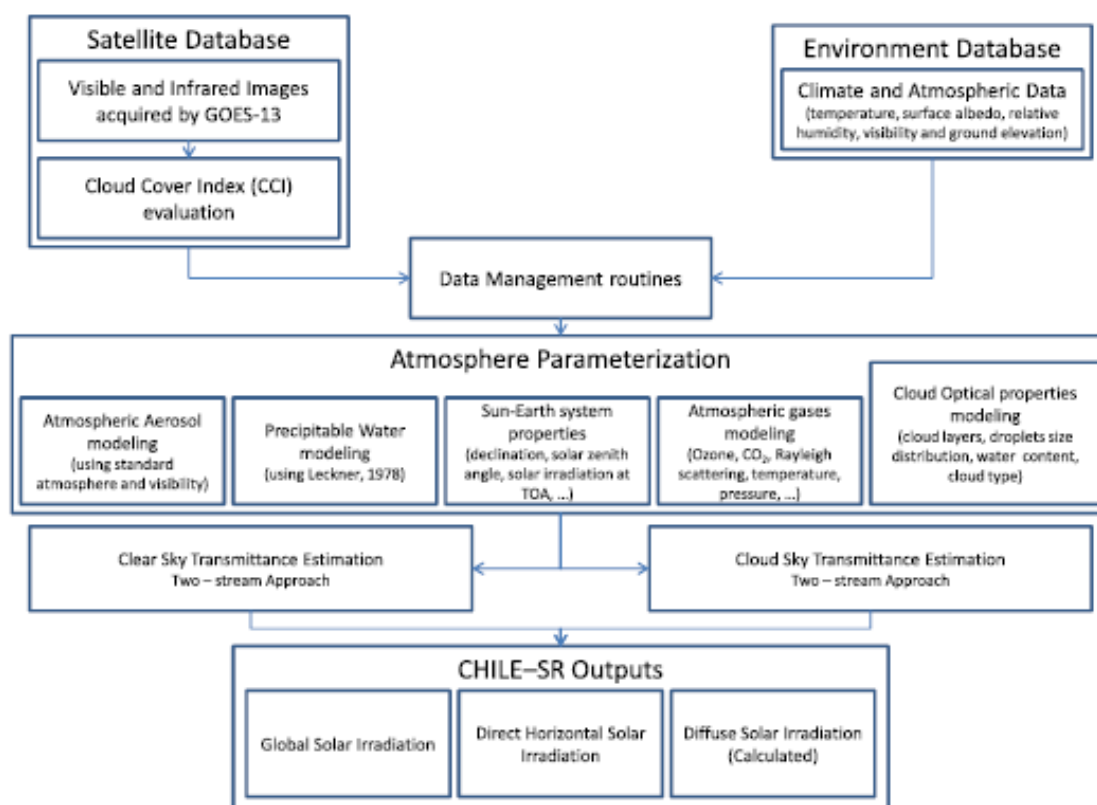 Satellite Database
Visible and Infrared Images
acquired by GOES-13
Cloud Cover Index (CCI)
evaluation
Environment Database
Climate and Atmospheric Data
(temperature, surface albedo, relative
humidity, visibility and ground elevation)
Data Management routines
Atmosphere Parameterization
Atmospheric Aerosol
modeling
(using standard
atmosphere and visibility)
Precipitable Water
modeling
(using Leckner, 1978)
Sun-Earth system
properties
(declination, solar zenith
angle, solar irradiation at
TOA, ...)
Atmospheric gases
modeling
(Ozone, CO₂, Rayleigh
scattering, temperature,
pressure, ...)
Cloud Optical properties
modeling
(cloud layers, droplets size
distribution, water content,
cloud type)
Clear Sky Transmittance Estimation
Two – stream Approach
Cloud Sky Transmittance Estimation
Two – stream Approach
CHILE–SR Outputs
Global Solar Irradiation
Direct Horizontal Solar
Irradiation
Diffuse Solar Irradiation
(Calculated)